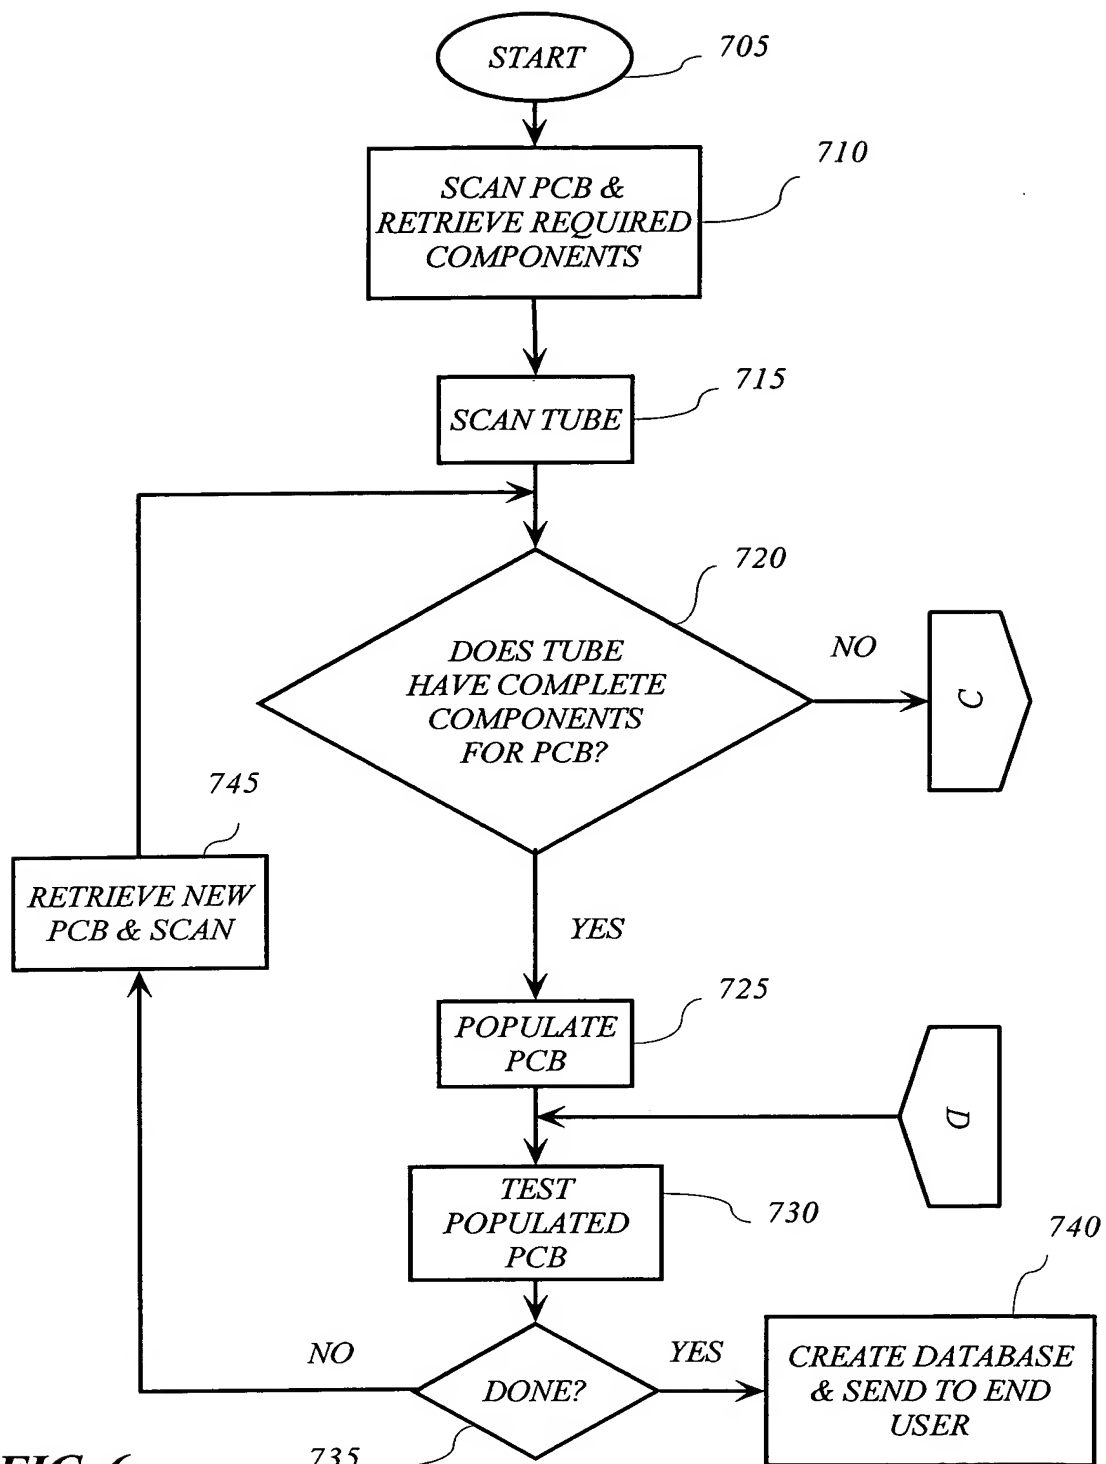 START
705
710
SCAN PCB &
RETRIEVE REQUIRED
COMPONENTS
715
SCAN TUBE
720
DOES TUBE
HAVE COMPLETE
COMPONENTS
FOR PCB?
NO
C
745
RETRIEVE NEW
PCB & SCAN
YES
725
POPULATE
PCB
D
TEST
POPULATED
PCB
730
740
NO
DONE?
YES
CREATE DATABASE
& SEND TO END
USER
735
FIG. 6